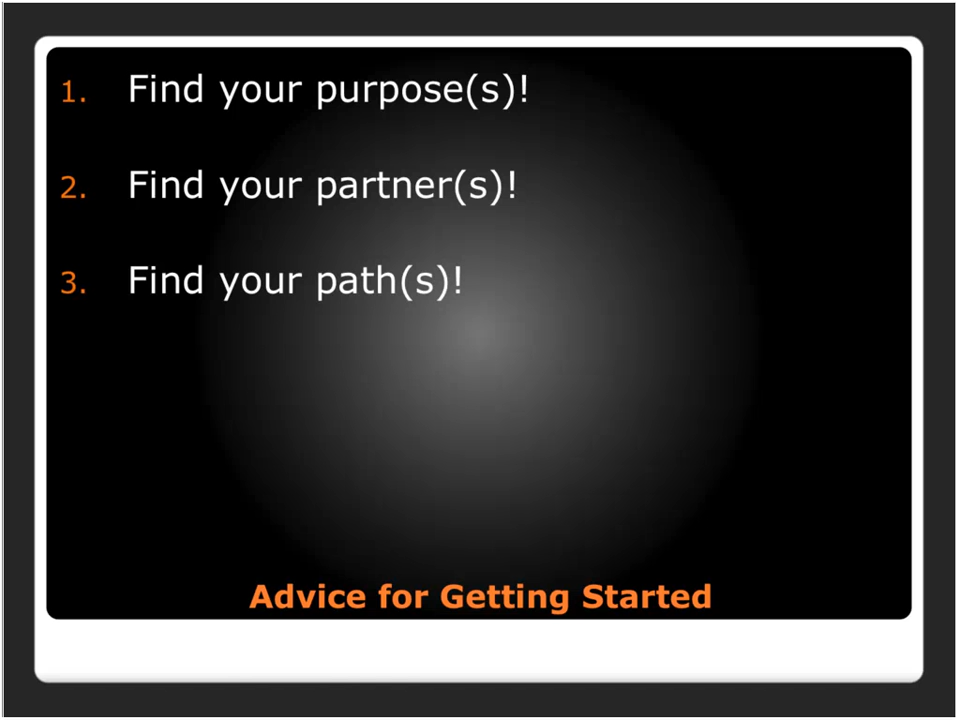 1. Find your purpose(s)!
2. Find your partner(s)!
3. Find your path(s)!
Advice for Getting Started